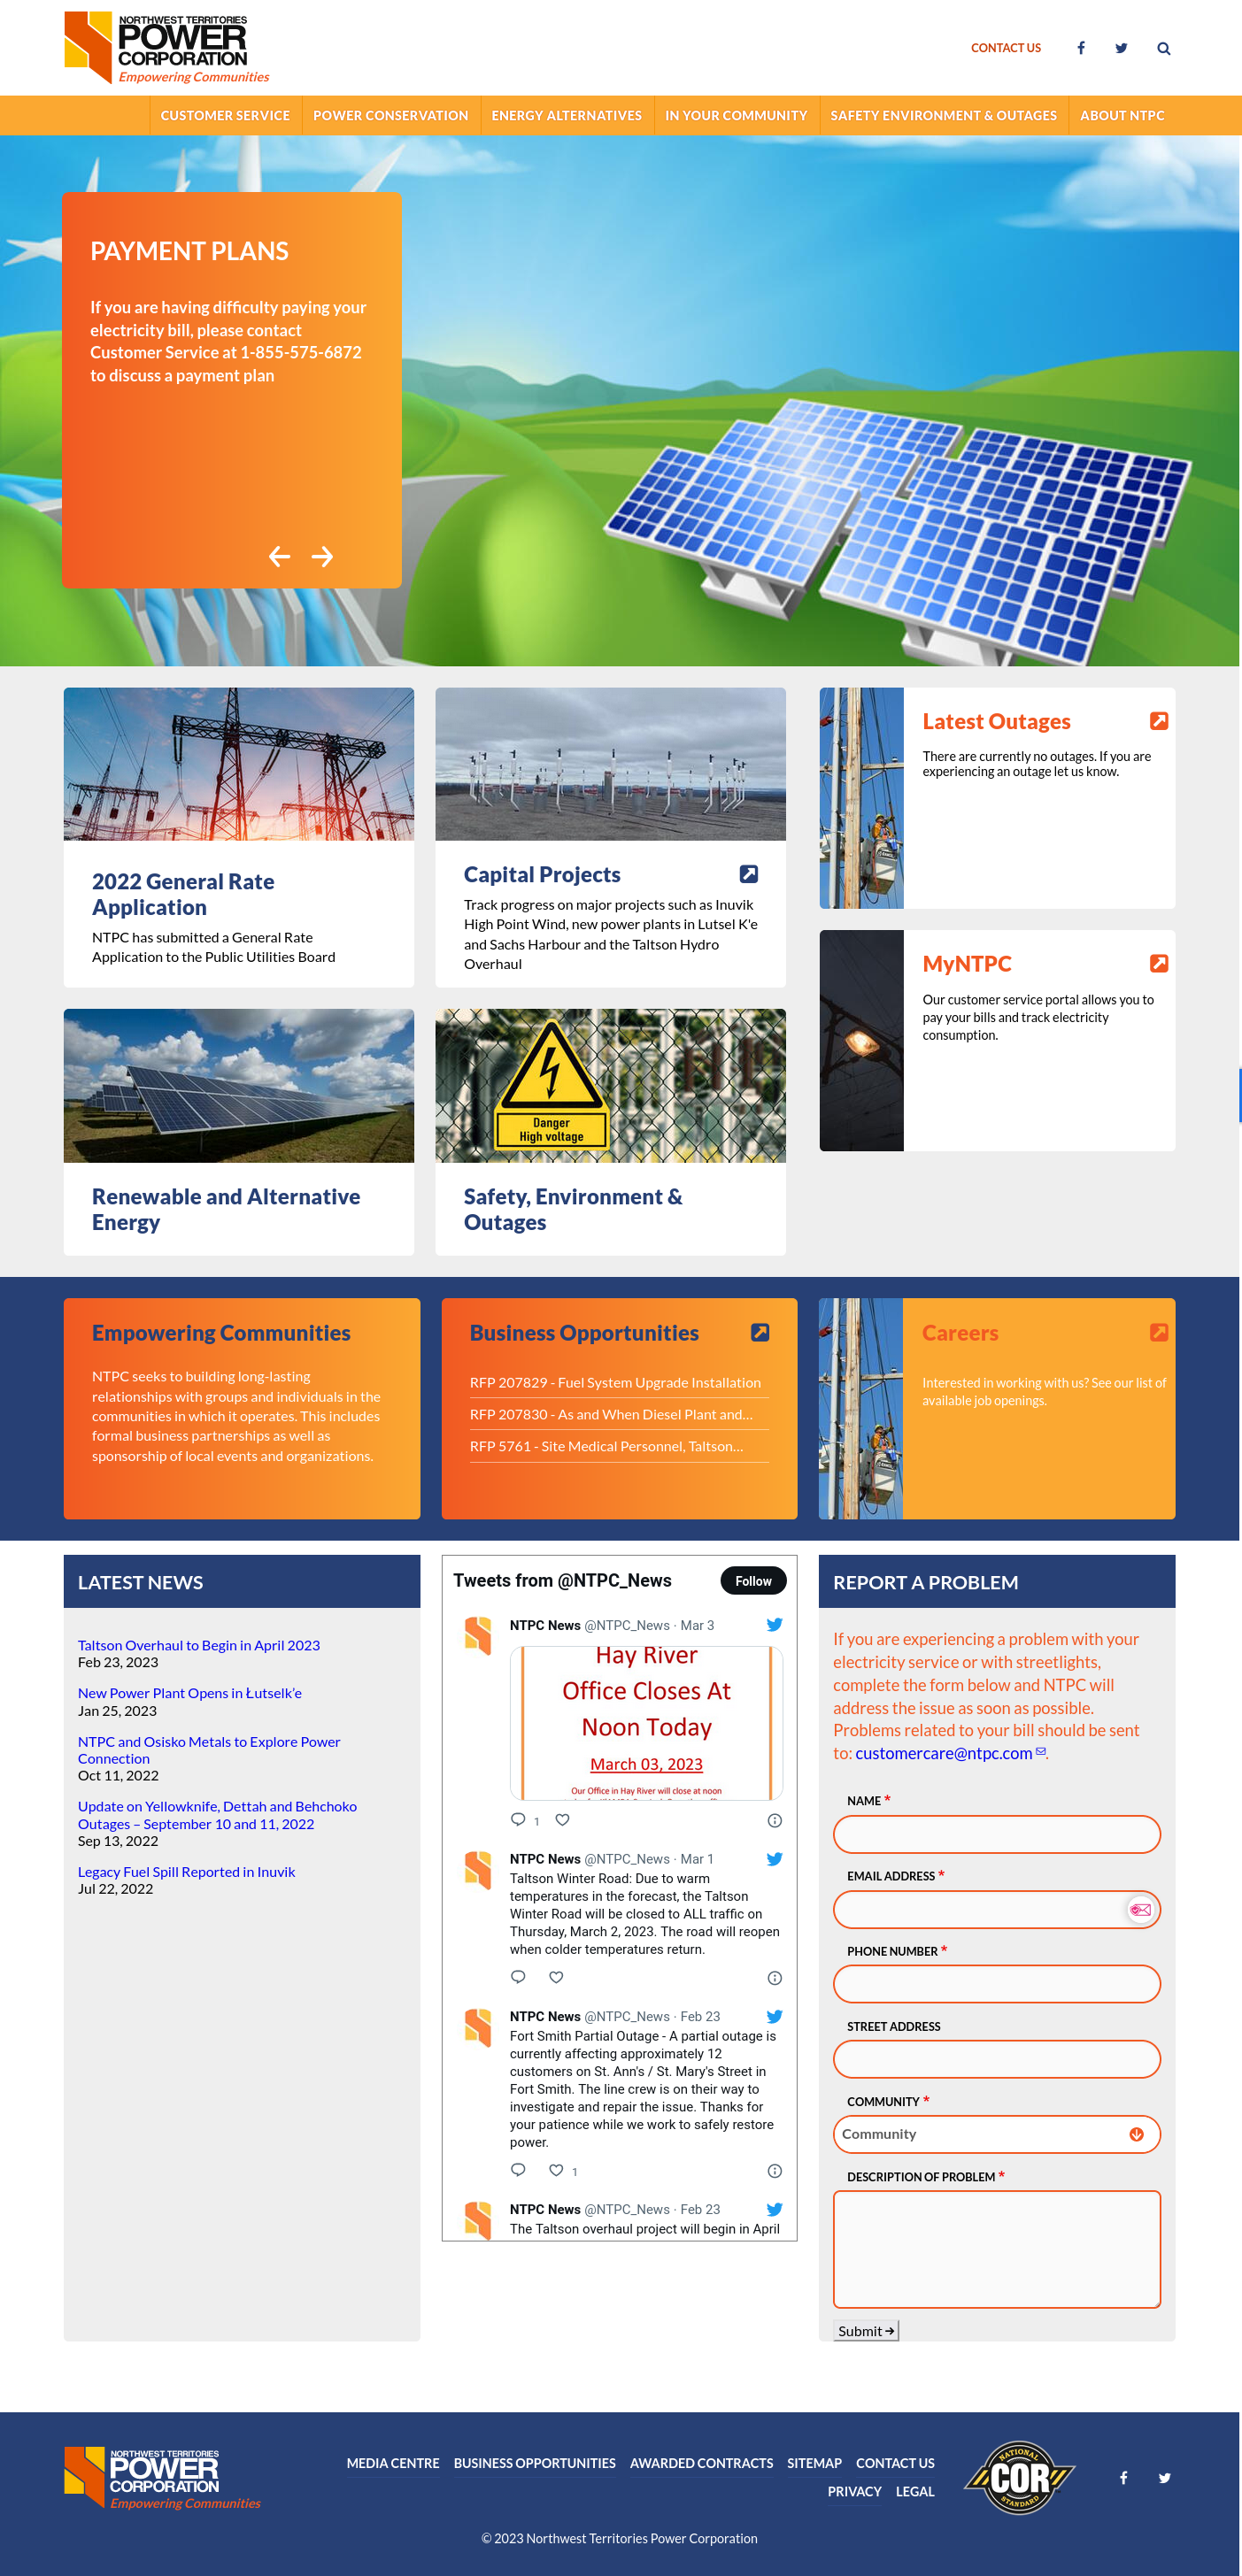 NORTHWEST TERRITORIES
POWER
CORPORATION
Empowering Communities
CONTACT US
CUSTOMER SERVICE
POWER CONSERVATION
ENERGY ALTERNATIVES
IN YOUR COMMUNITY
SAFETY ENVIRONMENT & OUTAGES
ABOUT NTPC
PAYMENT PLANS
If you are having difficulty paying your
electricity bill, please contact
Customer Service at 1-855-575-6872
to discuss a payment plan
2022 General Rate
Application
NTPC has submitted a General Rate
Application to the Public Utilities Board
Capital Projects
Track progress on major projects such as Inuvik
High Point Wind, new power plants in Lutsel K'e
and Sachs Harbour and the Taltson Hydro
Overhaul
Latest Outages
There are currently no outages. If you are
experiencing an outage let us know.
MyNTPC
Our customer service portal allows you to
pay your bills and track electricity
consumption.
Renewable and Alternative
Energy
Danger
High voltage
Safety, Environment &
Outages
Empowering Communities
NTPC seeks to building long-lasting
relationships with groups and individuals in the
communities in which it operates. This includes
formal business partnerships as well as
sponsorship of local events and organizations.
Business Opportunities
RFP 207829 - Fuel System Upgrade Installation
RFP 207830 - As and When Diesel Plant and...
RFP 5761 - Site Medical Personnel, Taltson...
Careers
Interested in working with us? See our list of
available job openings.
LATEST NEWS
Taltson Overhaul to Begin in April 2023
Feb 23, 2023
New Power Plant Opens in Łutselk’e
Jan 25, 2023
NTPC and Osisko Metals to Explore Power
Connection
Oct 11, 2022
Update on Yellowknife, Dettah and Behchoko
Outages – September 10 and 11, 2022
Sep 13, 2022
Legacy Fuel Spill Reported in Inuvik
Jul 22, 2022
Tweets from @NTPC_News
Follow
NTPC News @NTPC_News · Mar 3
Hay River
Office Closes At
Noon Today
March 03, 2023
Our Office in Hay River will close at noon
1
NTPC News @NTPC_News · Mar 1
Taltson Winter Road: Due to warm
temperatures in the forecast, the Taltson
Winter Road will be closed to ALL traffic on
Thursday, March 2, 2023. The road will reopen
when colder temperatures return.
NTPC News @NTPC_News · Feb 23
Fort Smith Partial Outage - A partial outage is
currently affecting approximately 12
customers on St. Ann's / St. Mary's Street in
Fort Smith. The line crew is on their way to
investigate and repair the issue. Thanks for
your patience while we work to safely restore
power.
1
NTPC News @NTPC_News · Feb 23
The Taltson overhaul project will begin in April
REPORT A PROBLEM
If you are experiencing a problem with your
electricity service or with streetlights,
complete the form below and NTPC will
address the issue as soon as possible.
Problems related to your bill should be sent
to: customercare@ntpc.com.
NAME *
EMAIL ADDRESS *
PHONE NUMBER *
STREET ADDRESS
COMMUNITY *
Community
DESCRIPTION OF PROBLEM *
Submit
NORTHWEST TERRITORIES
POWER
CORPORATION
Empowering Communities
MEDIA CENTRE
BUSINESS OPPORTUNITIES
AWARDED CONTRACTS
SITEMAP
CONTACT US
PRIVACY
LEGAL
NATIONAL
COR
STANDARD
© 2023 Northwest Territories Power Corporation